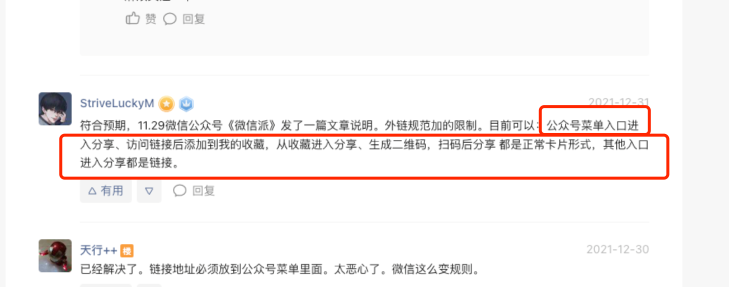 赞 回复
StriveLuckyM 2021-12-31
符合预期，11.29微信公众号《微信派》发了一篇文章说明。外链规范加的限制。目前可以：公众号菜单入口进
入分享、访问链接后添加到我的收藏，从收藏进入分享、生成二维码，扫码后分享 都是正常卡片形式，其他入口
进入分享都是链接。
有用 回复
天行++ 楼 2021-12-30
已经解决了。链接地址必须放到公众号菜单里面。太恶心了。微信这么变规则。